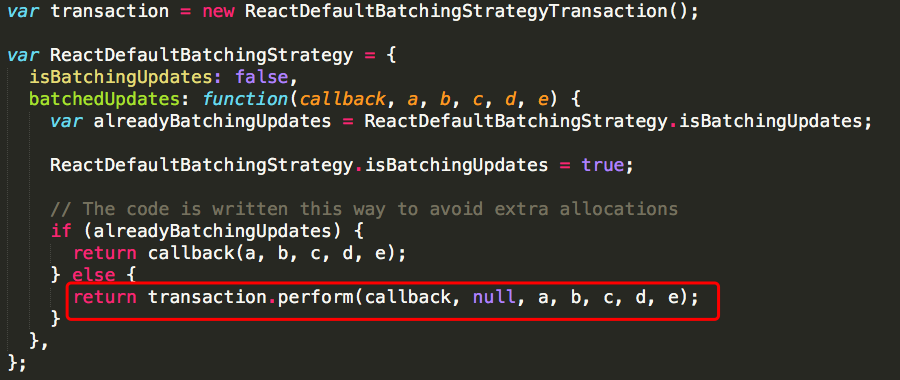 var transaction = new ReactDefaultBatchingStrategyTransaction();
var ReactDefaultBatchingStrategy = {
isBatchingUpdates: false,
batchedUpdates: function(callback, a, b, c, d, e) {
var alreadyBatchingUpdates = ReactDefaultBatchingStrategy.isBatchingUpdates;
ReactDefaultBatchingStrategy.isBatchingUpdates = true;
// The code is written this way to avoid extra allocations
if (alreadyBatchingUpdates) {
return callback(a, b, c, d, e);
} else {
return transaction.perform(callback, null, a, b, c, d, e);
}
},
};